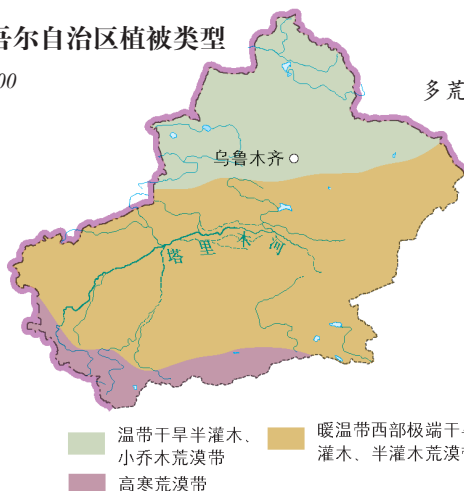 尔自治区植被类型
00
多荒
乌鲁木齐
塔里木河
温带干旱半灌木、
小乔木荒漠带
暖温带西部极端干
灌木、半灌木荒漠
高寒荒漠带